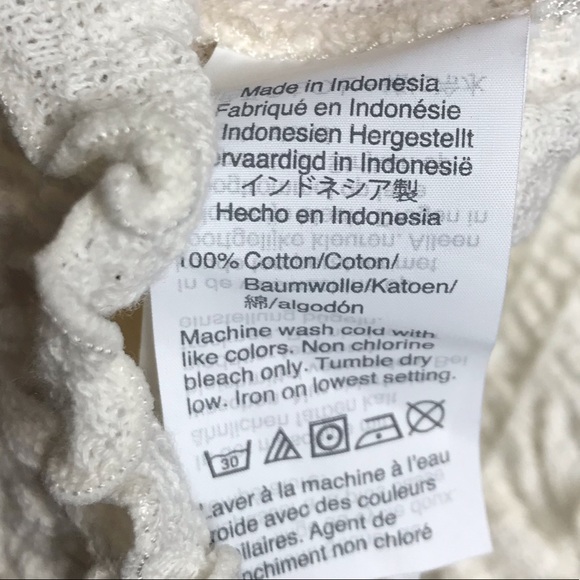 Made in Indonesia
Fabriqué en Indonésie
Indonesien Hergestellt
ervaardigd in Indonesië
インドネシア製
Hecho en Indonesia
100% Cotton/Coton/
Baumwolle/Katoen/
綿/algodón
Machine wash cold with
like colors. Non chlorine
bleach only. Tumble dry
low. Iron on lowest setting.
30
Laver à la machine à l'eau
roide avec des couleurs
ilaires. Agent de
nchiment non chloré